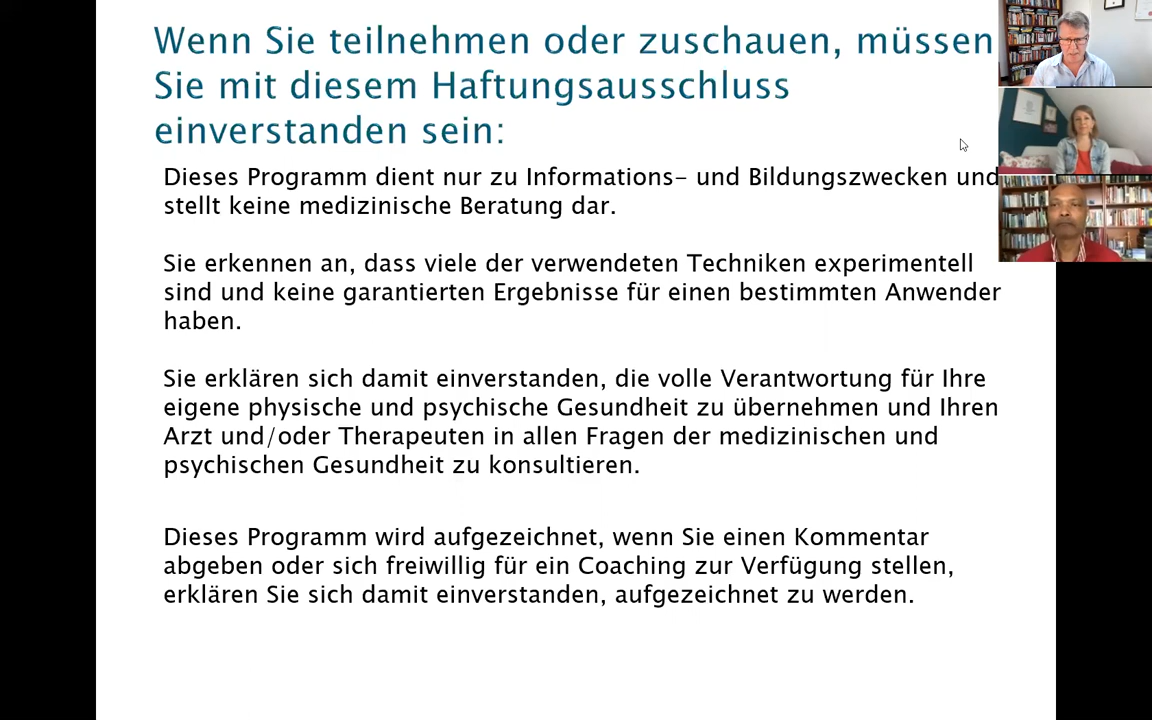 Wenn Sie teilnehmen oder zuschauen, müssen
Sie mit diesem Haftungsausschluss
einverstanden sein:
Dieses Programm dient nur zu Informations- und Bildungszwecken und
stellt keine medizinische Beratung dar.
Sie erkennen an, dass viele der verwendeten Techniken experimentell
sind und keine garantierten Ergebnisse für einen bestimmten Anwender
haben.
Sie erklären sich damit einverstanden, die volle Verantwortung für Ihre
eigene physische und psychische Gesundheit zu übernehmen und Ihren
Arzt und/oder Therapeuten in allen Fragen der medizinischen und
psychischen Gesundheit zu konsultieren.
Dieses Programm wird aufgezeichnet, wenn Sie einen Kommentar
abgeben oder sich freiwillig für ein Coaching zur Verfügung stellen,
erklären Sie sich damit einverstanden, aufgezeichnet zu werden.